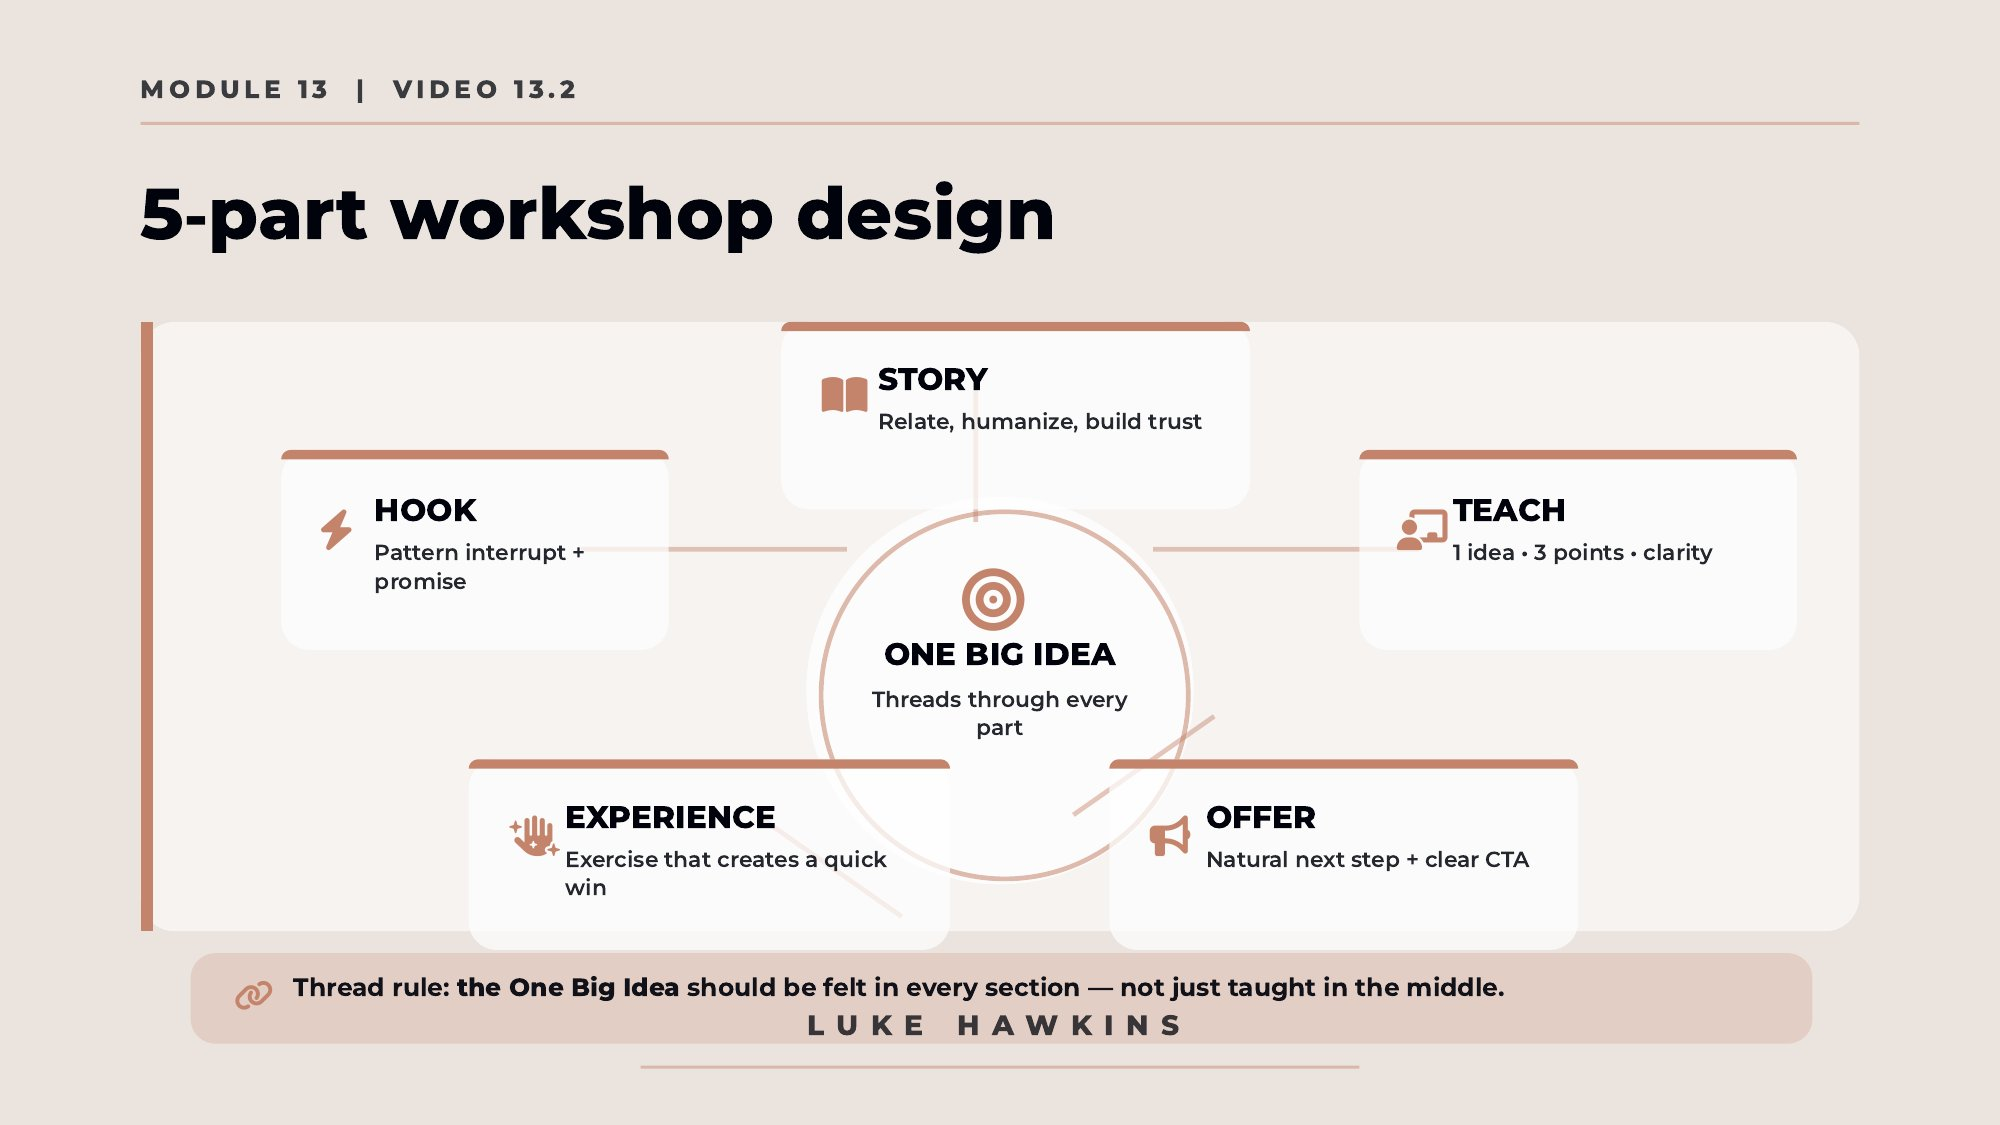 MODULE 13 | VIDEO 13.2
5-part workshop design
STORY
Relate, humanize, build trust
HOOK
Pattern interrupt +
promise
TEACH
1 idea • 3 points • clarity
ONE BIG IDEA
Threads through every
part
EXPERIENCE
Exercise that creates a quick
win
OFFER
Natural next step + clear CTA
Thread rule: the One Big Idea should be felt in every section — not just taught in the middle.
LUKE HAWKINS